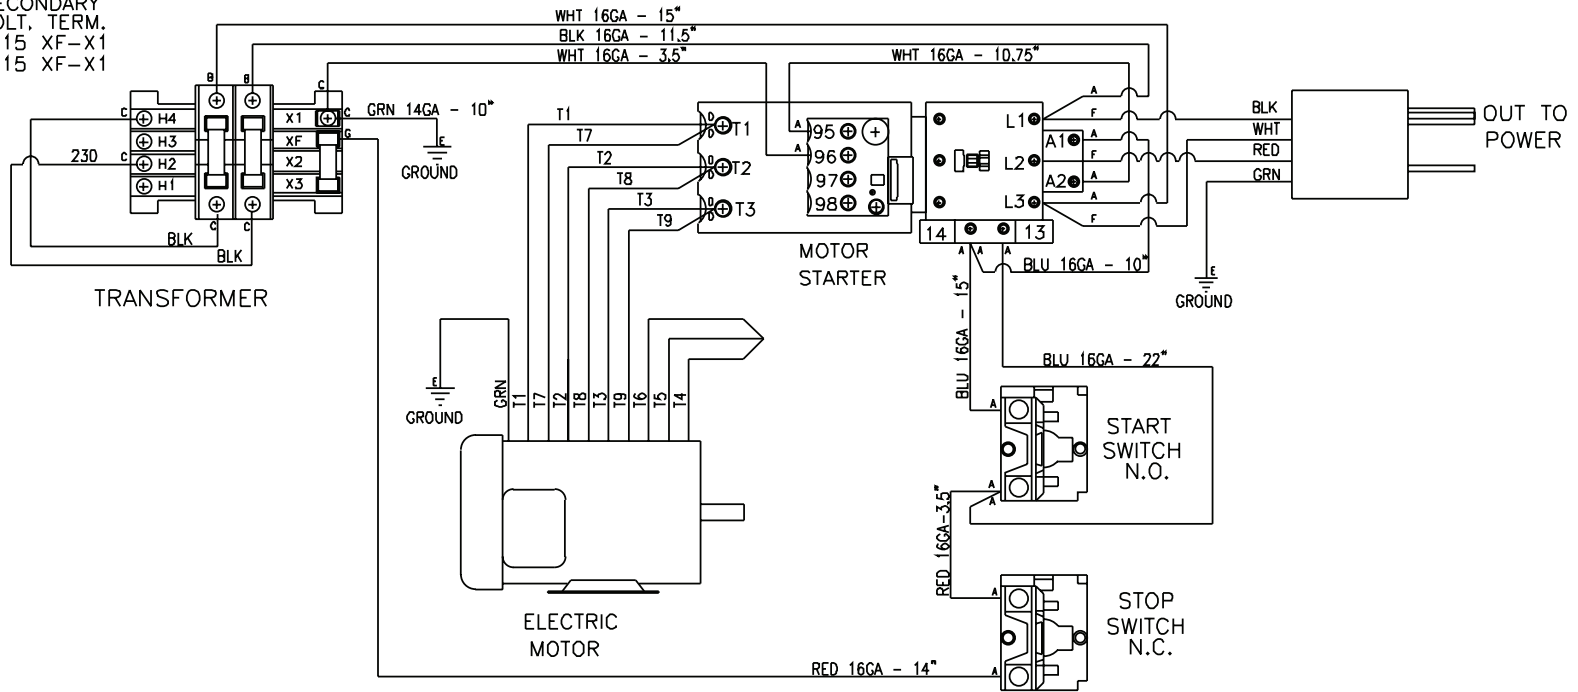 ECONDARY
OLT. TERM.
15 XF-X1
15 XF-X1
WHT 16GA - 15"
BLK 16GA - 11.5"
WHT 16GA - 3.5"
WHT 16GA - 10.75"
B
B
C
C
H4
H3
C
H2
H1
230
X1
XF
X2
X3
C
G
C
C
BLK
BLK
TRANSFORMER
GRN 14GA - 10"
E
GROUND
T1
T7
T2
T8
T3
T9
D
D
T1
D
D
T2
D
D
T3
A
95
A
96
97
98
MOTOR
STARTER
L1
L2
L3
A1
A2
14
13
A
F
A
F
A
A
F
A
A
A
BLU 16GA - 10"
BLK
WHT
RED
GRN
OUT TO
POWER
E
GROUND
BLU 16GA - 15"
BLU 16GA - 22"
E
GROUND
GRN
T1
T7
T2
T8
T3
T9
T6
T5
T4
ELECTRIC
MOTOR
A
A
A
START
SWITCH
N.O.
RED 16GA-3.5"
A
A
STOP
SWITCH
N.C.
RED 16GA - 14"